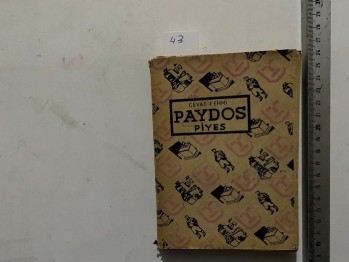 43
CEVAT FEHMİ
PAYDOS
PİYES